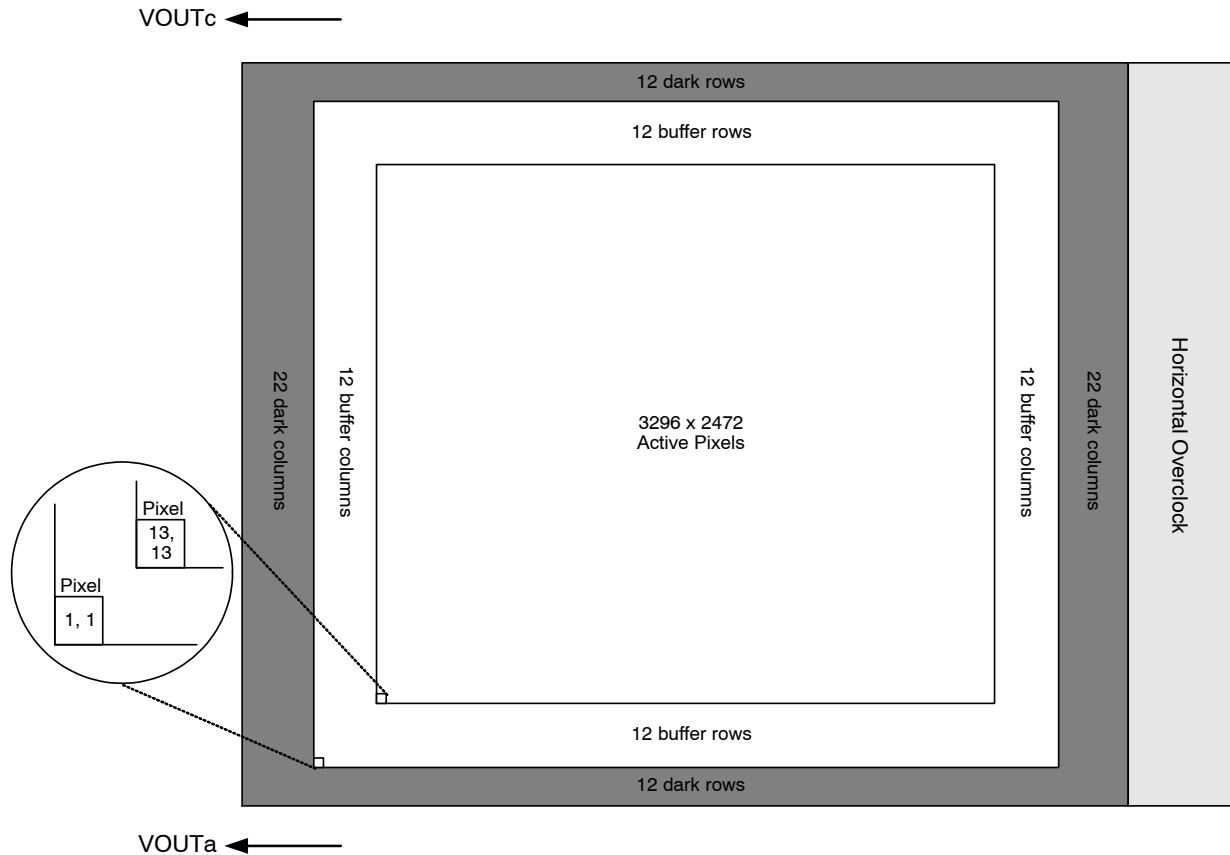 VOUTc
12 dark rows
12 buffer rows
22 dark columns
12 buffer columns
3296 x 2472
Active Pixels
12 buffer columns
22 dark columns
Horizontal Overclock
Pixel
13,
13
Pixel
1, 1
12 buffer rows
12 dark rows
VOUTa